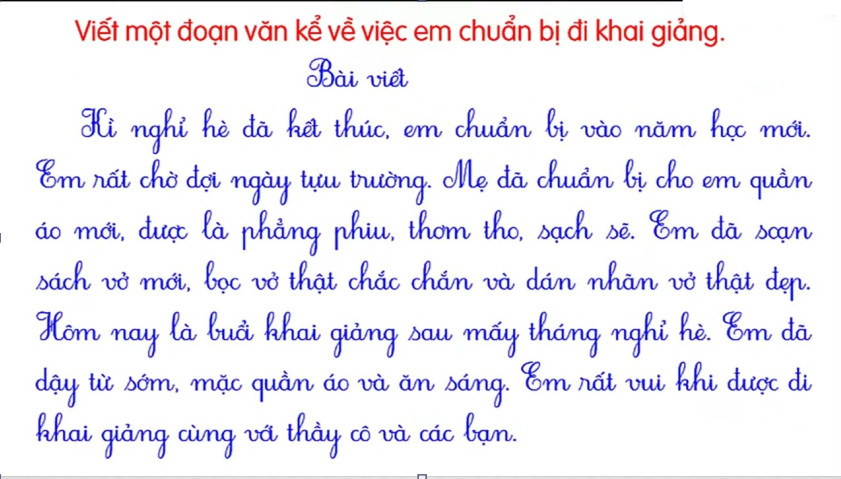 Viết một đoạn văn kể về việc em chuẩn bị đi khai giảng.
Bài viết
Kì nghỉ hè đã kết thúc, em chuẩn bị vào năm học mới.
Em rất chờ đợi ngày tựu trường. Mẹ đã chuẩn bị cho em quần
áo mới, được là phẳng phiu, thơm tho, sạch sẽ. Em đã soạn
sách vở mới, bọc vở thật chắc chắn và dán nhãn vở thật đẹp.
Hôm nay là buổi khai giảng sau mấy tháng nghỉ hè. Em đã
dậy từ sớm, mặc quần áo và ăn sáng. Em rất vui khi được đi
khai giảng cùng với thầy cô và các bạn.